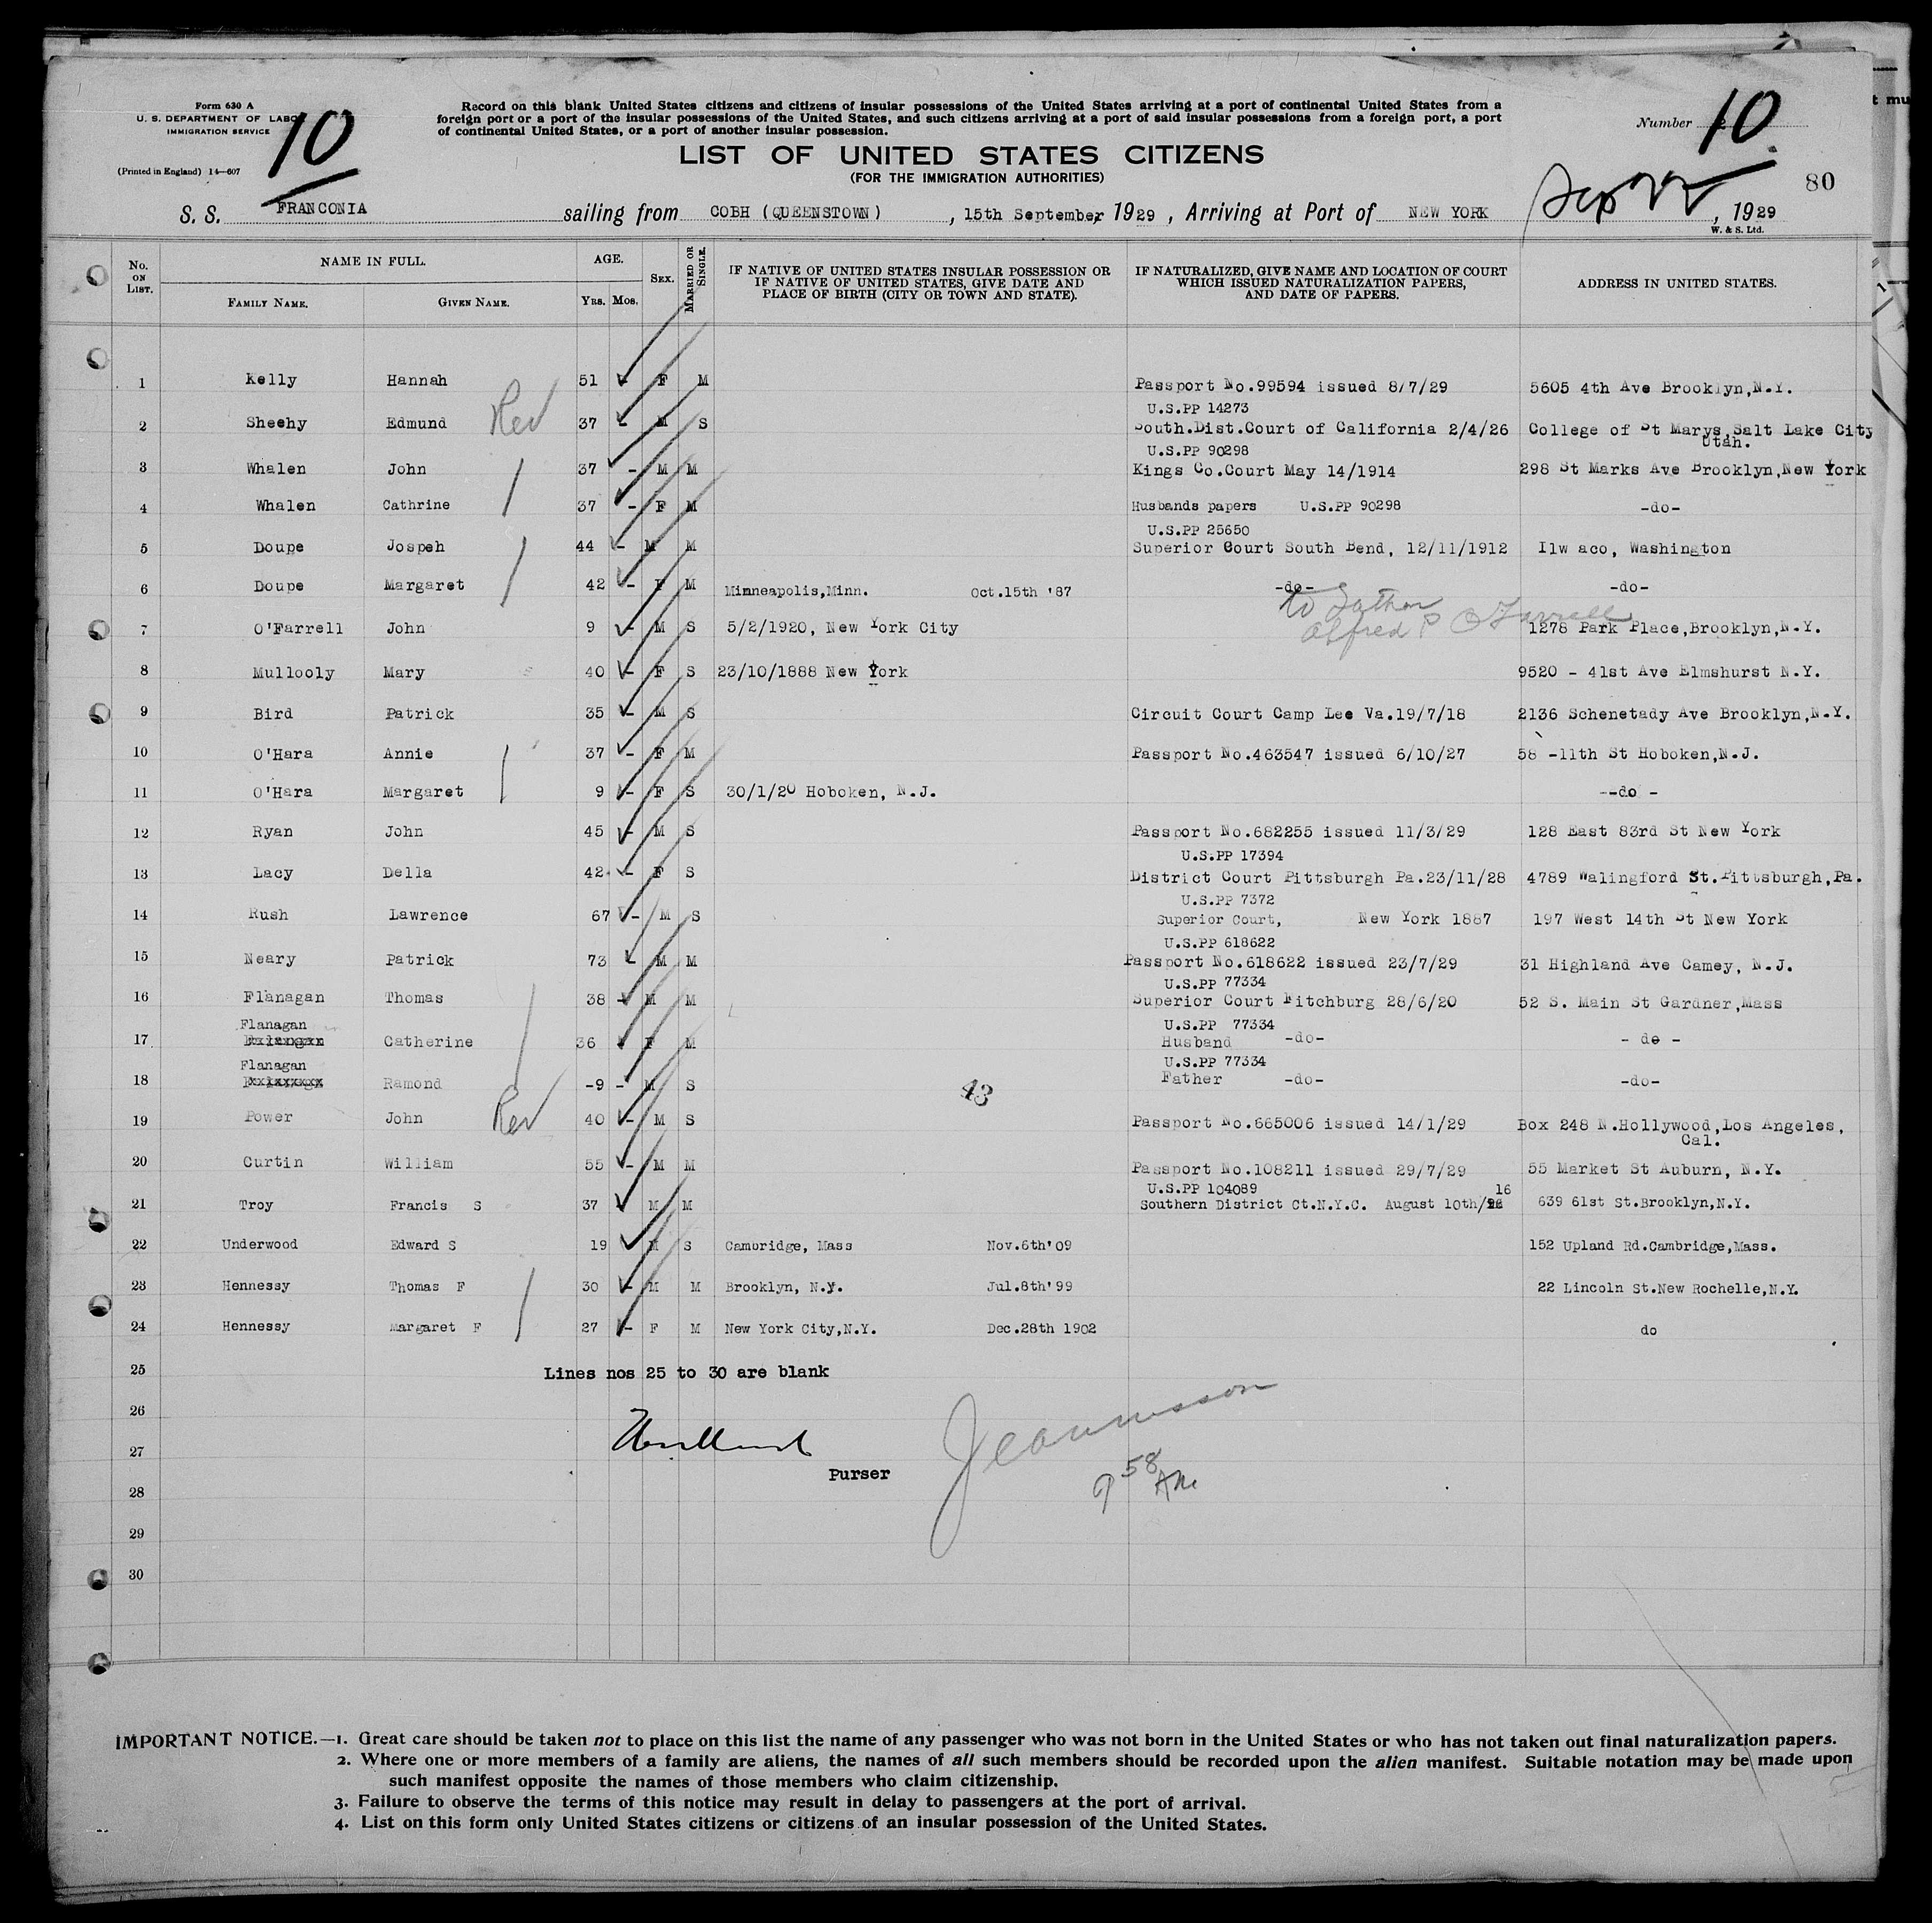 Form 630 A
U. S. DEPARTMENT OF LABOR
IMMIGRATION SERVICE
(Printed in England) 14—607
10
Record on this blank United States citizens and citizens of insular possessions of the United States arriving at a port of continental United States from a
foreign port or a port of the insular possessions of the United States, and such citizens arriving at a port of said insular possessions from a foreign port, a port
of continental United States, or a port of another insular possession.
Number 10
LIST OF UNITED STATES CITIZENS
(FOR THE IMMIGRATION AUTHORITIES)
80
S. S. FRANCONIA sailing from COBH (QUEENSTOWN) , 15th September, 1929 , Arriving at Port of NEW YORK Sep 22 , 1929
W. & S. Ltd.
No. ON LIST. NAME IN FULL. FAMILY NAME. GIVEN NAME. AGE. YRS. MOS. SEX. MARRIED OR SINGLE. IF NATIVE OF UNITED STATES INSULAR POSSESSION OR IF NATIVE OF UNITED STATES, GIVE DATE AND PLACE OF BIRTH (CITY OR TOWN AND STATE). IF NATURALIZED, GIVE NAME AND LOCATION OF COURT WHICH ISSUED NATURALIZATION PAPERS, AND DATE OF PAPERS. ADDRESS IN UNITED STATES.
1 Kelly Hannah 51 - F M Passport No.99594 issued 8/7/29 5605 4th Ave Brooklyn,N.Y.
U.S.PP 14273
2 Sheehy Edmund Rev 37 - M S South.Dist.Court of California 2/4/26 College of St Marys,Salt Lake City
Utah.
U.S.PP 90298
3 Whalen John 37 - M M Kings Co.Court May 14/1914 298 St Marks Ave Brooklyn,New York
4 Whalen Cathrine 37 - F M Husbands papers U.S.PP 90298 -do-
U.S.PP 25650
5 Doupe Jospeh 44 - M M Superior Court South Bend, 12/11/1912 Ilw aco, Washington
6 Doupe Margaret 42 - F M Minneapolis,Minn. Oct.15th '87 -do- -do-
to Father
Alfred P O'Farrell
7 O'Farrell John 9 - M S 5/2/1920, New York City 1278 Park Place,Brooklyn,N.Y.
8 Mullooly Mary 40 - F S 23/10/1888 New York 9520 - 41st Ave Elmshurst N.Y.
9 Bird Patrick 35 - M S Circuit Court Camp Lee Va.19/7/18 2136 Schenetady Ave Brooklyn,N.Y.
10 O'Hara Annie 37 - F M Passport No.463547 issued 6/10/27 58 -11th St Hoboken,N.J.
11 O'Hara Margaret 9 - F S 30/1/20 Hoboken, N.J. --do -
12 Ryan John 45 - M S Passport No.682255 issued 11/3/29 128 East 83rd St New York
U.S.PP 17394
13 Lacy Della 42 - F S District Court Pittsburgh Pa.23/11/28 4789 Walingford St.Pittsburgh,Pa.
U.S.PP 7372
14 Rush Lawrence 67 - M S Superior Court, New York 1887 197 West 14th St New York
U.S.PP 618622
15 Neary Patrick 73 - M M Passport No.618622 issued 23/7/29 31 Highland Ave Camey, N.J.
U.S.PP 77334
16 Flanagan Thomas 38 - M M Superior Court Fitchburg 28/6/20 52 S. Main St Gardner,Mass
Flanagan U.S.PP 77334
17 Catherine 36 F M Husband -do- - do -
Flanagan U.S.PP 77334
18 Ramond -9 - M S Father -do- -do-
43
19 Power John Rev 40 - M S Passport No.665006 issued 14/1/29 Box 248 N.Hollywood,Los Angeles,
Cal.
20 Curtin William 55 - M M Passport No.108211 issued 29/7/29 55 Market St Auburn, N.Y.
U.S.PP 104089 16
21 Troy Francis S 37 M M Southern District Ct.N.Y.C. August 10th/ 639 61st St.Brooklyn,N.Y.
22 Underwood Edward S 19 M S Cambridge, Mass Nov.6th'09 152 Upland Rd.Cambridge,Mass.
23 Hennessy Thomas F 30 - M M Brooklyn, N.Y. Jul.8th'99 22 Lincoln St.New Rochelle,N.Y.
24 Hennessy Margaret F 27 - F M New York City,N.Y. Dec.28th 1902 do
25 Lines nos 25 to 30 are blank
26
27
Purser
9 58 AM
28
29
30
IMPORTANT NOTICE.—1. Great care should be taken not to place on this list the name of any passenger who was not born in the United States or who has not taken out final naturalization papers.
2. Where one or more members of a family are aliens, the names of all such members should be recorded upon the alien manifest. Suitable notation may be made upon
such manifest opposite the names of those members who claim citizenship.
3. Failure to observe the terms of this notice may result in delay to passengers at the port of arrival.
4. List on this form only United States citizens or citizens of an insular possession of the United States.